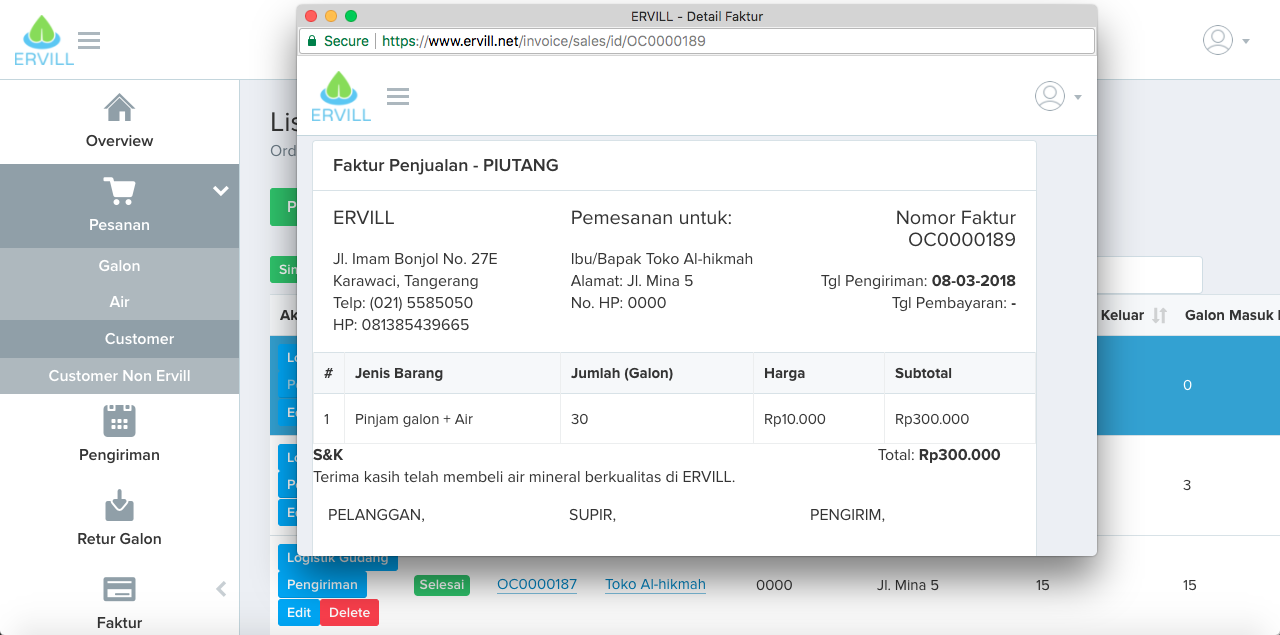 ERVILL
Overview
Pesanan
Galon
Air
Customer
Customer Non Ervill
Pengiriman
Retur Galon
Faktur
Lis
Ord
P
Sim
Ak
Keluar
Galon Masuk
ERVILL - Detail Faktur
Secure | https://www.ervill.net/invoice/sales/id/OC0000189
ERVILL
Faktur Penjualan - PIUTANG
ERVILL
Jl. Imam Bonjol No. 27E
Karawaci, Tangerang
Telp: (021) 5585050
HP: 081385439665
Pemesanan untuk:
Ibu/Bapak Toko Al-hikmah
Alamat: Jl. Mina 5
No. HP: 0000
Nomor Faktur
OC0000189
Tgl Pengiriman: 08-03-2018
Tgl Pembayaran: -
# Jenis Barang Jumlah (Galon) Harga Subtotal
1 Pinjam galon + Air 30 Rp10.000 Rp300.000
S&K Total: Rp300.000
Terima kasih telah membeli air mineral berkualitas di ERVILL.
PELANGGAN, SUPIR, PENGIRIM,
Lo
Pe
Ed
0
Lo
Pe
Ed
3
Logistik Gudang
Pengiriman Selesai OC0000187 Toko Al-hikmah 0000 Jl. Mina 5 15 15
Edit Delete